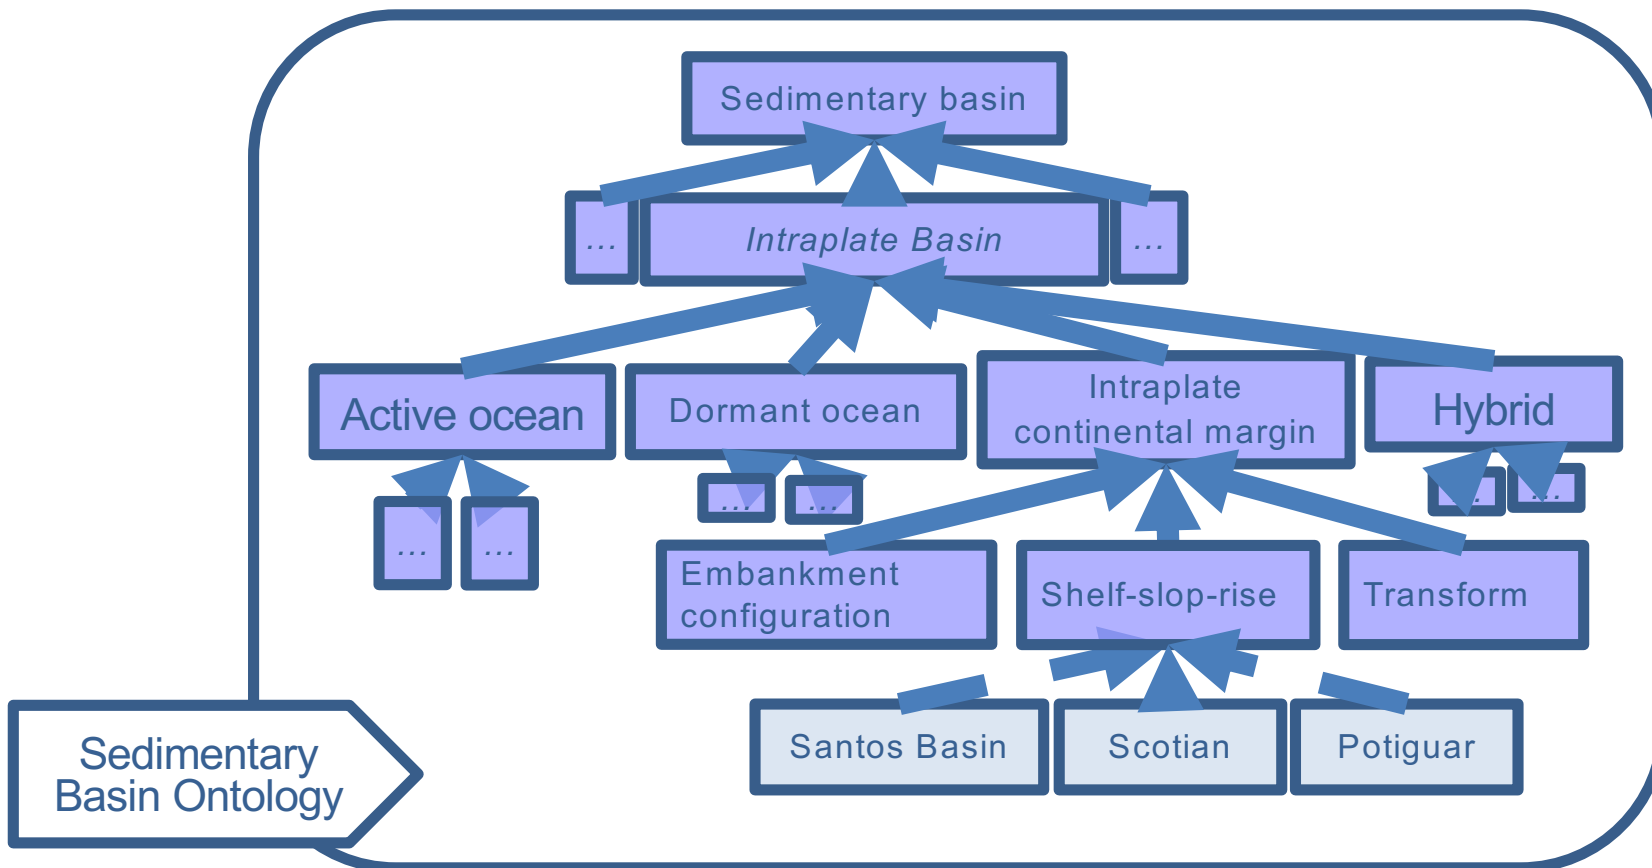 Sedimentary basin
...
Intraplate Basin
...
Active ocean
Dormant ocean
Intraplate
continental margin
Hybrid
...
...
...
...
...
...
Embankment
configuration
Shelf-slop-rise
Transform
Santos Basin
Scotian
Potiguar
Sedimentary
Basin Ontology